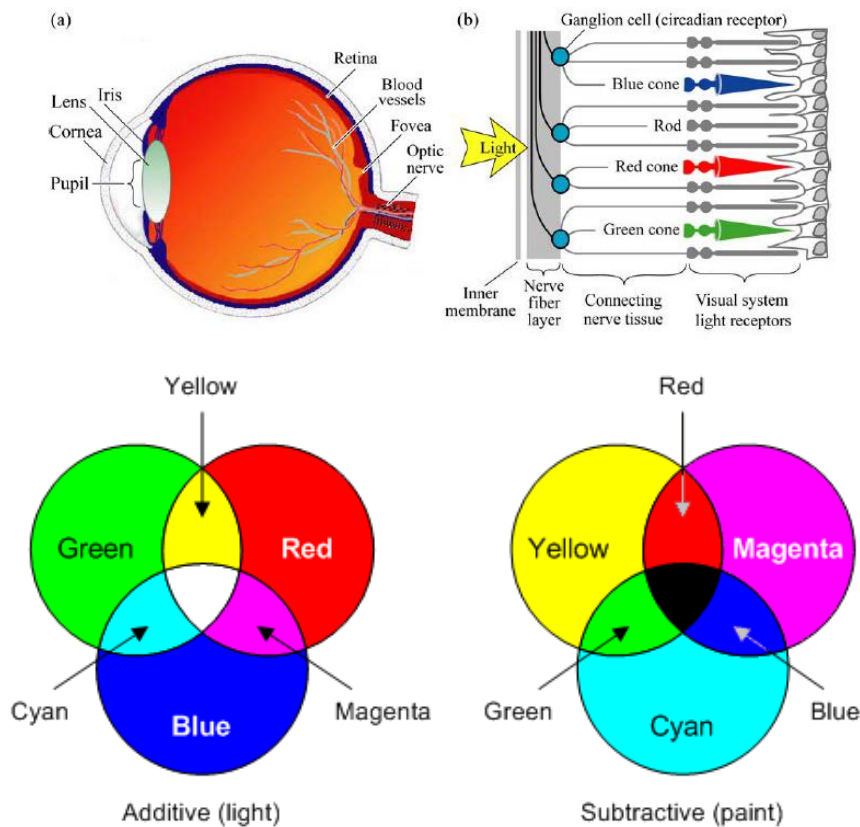 (a)
Retina
Blood
vessels
Fovea
Optic
nerve
Iris
Lens
Cornea
Pupil
(b)
Ganglion cell (circadian receptor)
Blue cone
Rod
Light
Red cone
Green cone
Inner
membrane
Nerve
fiber
layer
Connecting
nerve tissue
Visual system
light receptors
Yellow
Green
Red
Cyan
Blue
Magenta
Additive (light)
Red
Yellow
Magenta
Green
Cyan
Blue
Subtractive (paint)